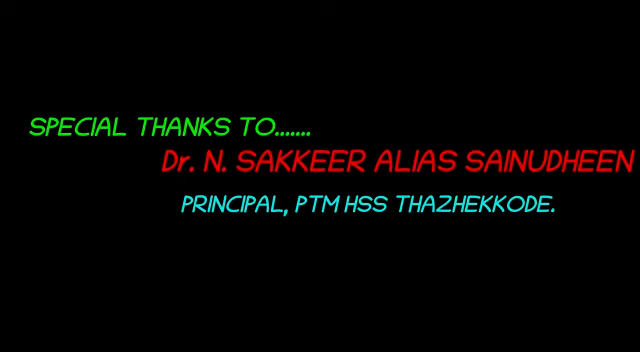 SPECIAL THANKS TO.......
Dr. N. SAKKEER ALIAS SAINUDHEEN
PRINCIPAL, PTM HSS THAZHEKKODE.